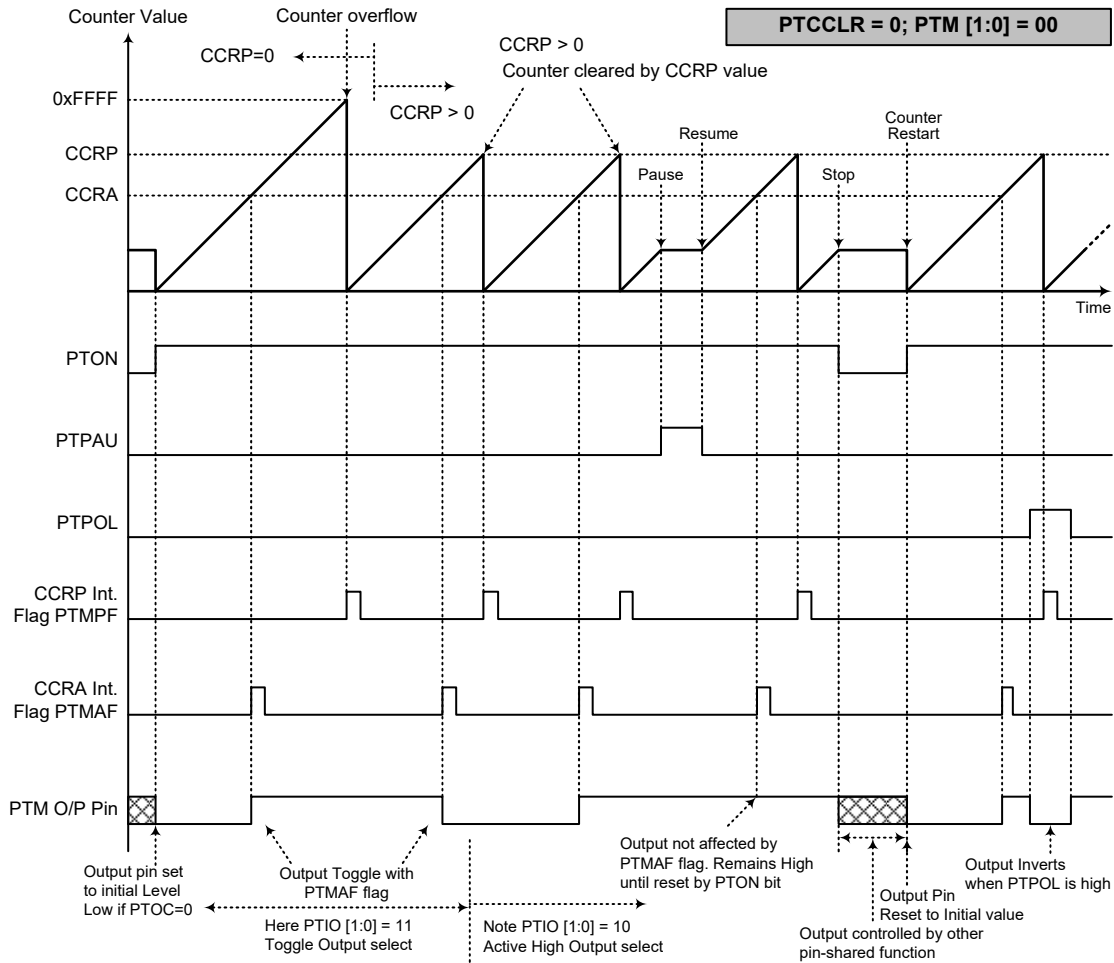 Counter Value
Counter overflow
PTCCLR = 0; PTM [1:0] = 00
CCRP=0
CCRP > 0
CCRP > 0
Counter cleared by CCRP value
0xFFFF
CCRP
CCRA
Pause
Resume
Stop
Counter
Restart
Time
PTON
PTPAU
PTPOL
CCRP Int.
Flag PTMPF
CCRA Int.
Flag PTMAF
PTM O/P Pin
Output pin set
to initial Level
Low if PTOC=0
Output Toggle with
PTMAF flag
Here PTIO [1:0] = 11
Toggle Output select
Note PTIO [1:0] = 10
Active High Output select
Output not affected by
PTMAF flag. Remains High
until reset by PTON bit
Output Pin
Reset to Initial value
Output controlled by other
pin-shared function
Output Inverts
when PTPOL is high